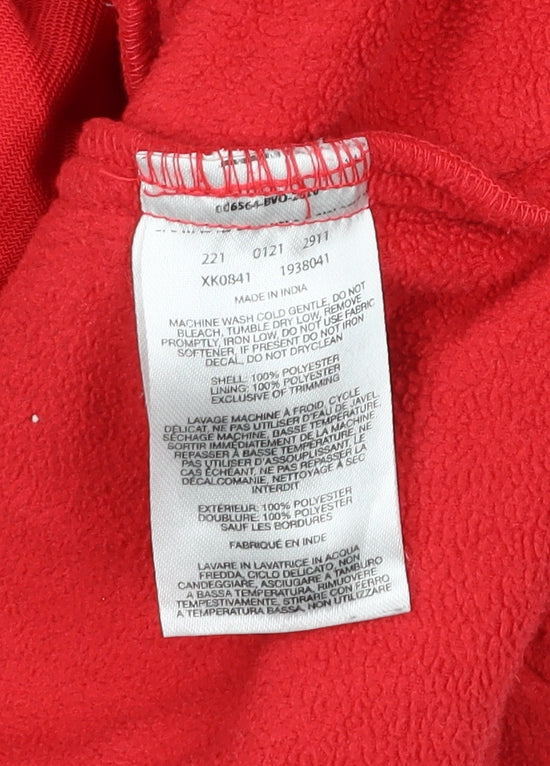 221 0121 2911
XK0841 1938041
MADE IN INDIA
MACHINE WASH COLD GENTLE, DO NOT
BLEACH, TUMBLE DRY LOW, REMOVE
PROMPTLY, IRON LOW, DO NOT USE FABRIC
SOFTENER, IF PRESENT DO NOT IRON
DECAL, DO NOT DRYCLEAN
SHELL: 100% POLYESTER
LINING: 100% POLYESTER
EXCLUSIVE OF TRIMMING
LAVAGE MACHINE À FROID, CYCLE
DÉLICAT, NE PAS UTILISER D'EAU DE JAVEL,
SÉCHAGE MACHINE, BASSE TEMPÉRATURE,
SORTIR IMMÉDIATEMENT DE LA MACHINE,
REPASSER À BASSE TEMPÉRATURE, NE
PAS UTILISER D'ASSOUPLISSANT, LE
CAS ÉCHÉANT, NE PAS REPASSER LA
DÉCALCOMANIE, NETTOYAGE À SEC
INTERDIT
EXTÉRIEUR: 100% POLYESTER
DOUBLURE: 100% POLYESTER
SAUF LES BORDURES
FABRIQUÉ EN INDE
LAVARE IN LAVATRICE IN ACQUA
FREDDA, CICLO DELICATO, NON
CANDEGGIARE, ASCIUGARE A TAMBURO
A BASSA TEMPERATURA, RIMUOVERE
TEMPESTIVAMENTE, STIRARE CON FERRO
A TEMPERATURA BASSA, NON UTILIZZARE